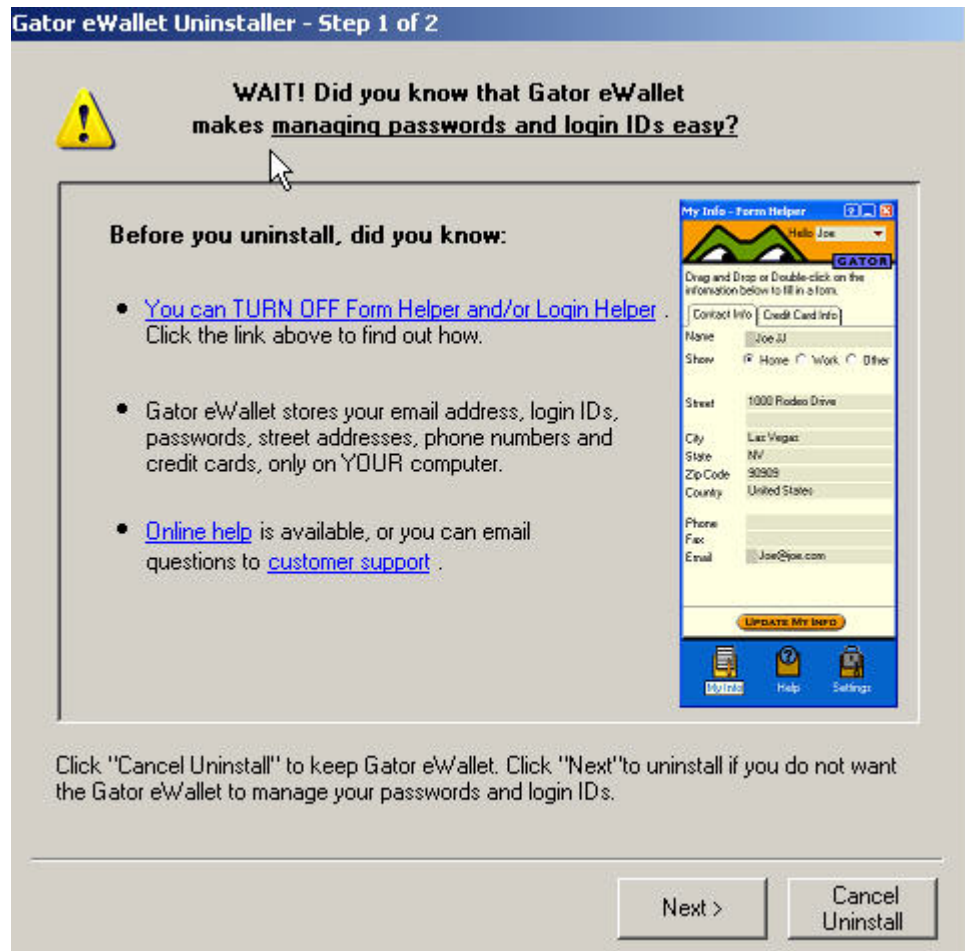 Gator eWallet Uninstaller - Step 1 of 2
WAIT! Did you know that Gator eWallet
makes managing passwords and login IDs easy?
Before you uninstall, did you know:
• You can TURN OFF Form Helper and/or Login Helper .
Click the link above to find out how.
• Gator eWallet stores your email address, login IDs,
passwords, street addresses, phone numbers and
credit cards, only on YOUR computer.
• Online help is available, or you can email
questions to customer support .
My Info - Form Helper
Hello Joe
GATOR
Drag and Drop or Double-click on the
information below to fill in a form.
Contact Info Credit Card Info
Name Joe JJ
Show Home Work Other
Street 1000 Rodeo Drive
City Las Vegas
State NV
Zip Code 90909
Country United States
Phone
Fax
Email Joe@joe.com
UPDATE MY INFO
My Info Help Settings
Click "Cancel Uninstall" to keep Gator eWallet. Click "Next"to uninstall if you do not want
the Gator eWallet to manage your passwords and login IDs.
Next >
Cancel
Uninstall